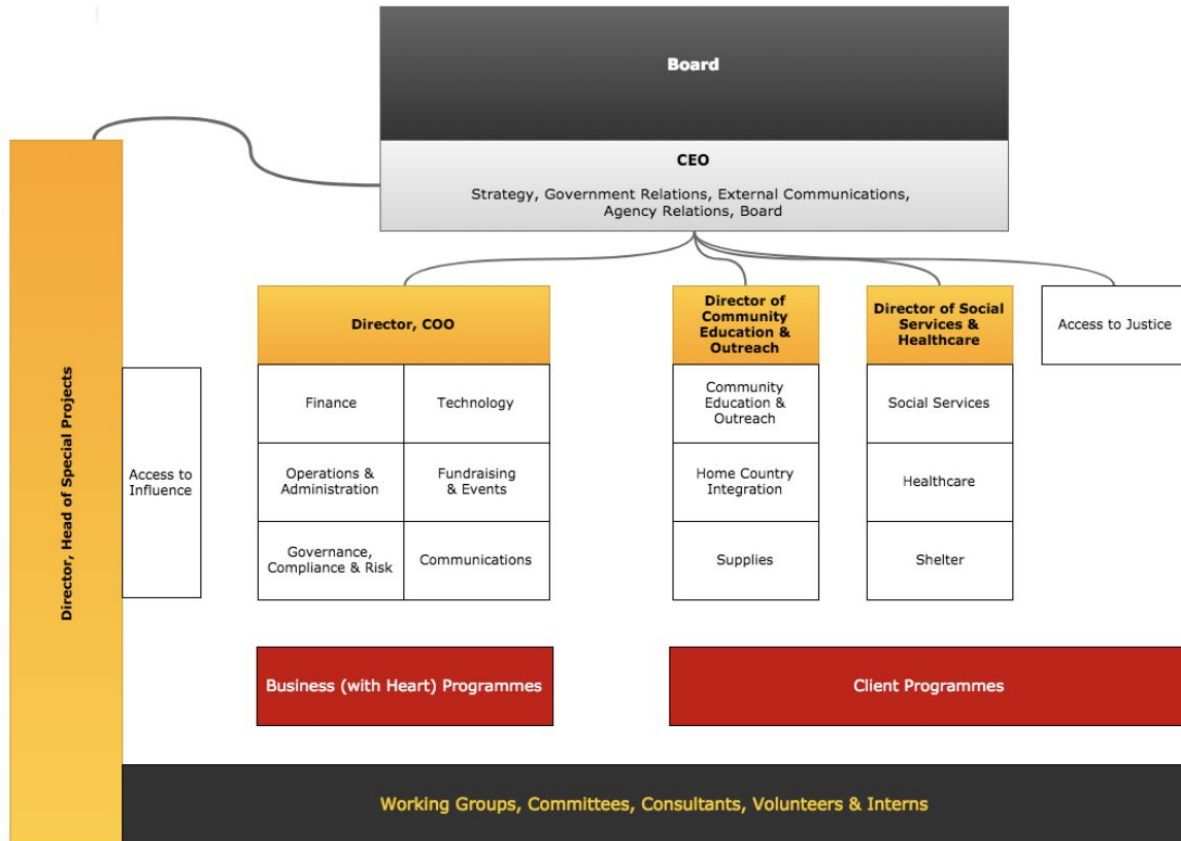 Board
CEO
Strategy, Government Relations, External Communications,
Agency Relations, Board
Director, Head of Special Projects
Access to
Influence
Director, COO
Finance
Technology
Operations &
Administration
Fundraising
& Events
Governance,
Compliance & Risk
Communications
Director of
Community
Education &
Outreach
Community
Education &
Outreach
Home Country
Integration
Supplies
Director of Social
Services &
Healthcare
Social Services
Healthcare
Shelter
Access to Justice
Business (with Heart) Programmes
Client Programmes
Working Groups, Committees, Consultants, Volunteers & Interns